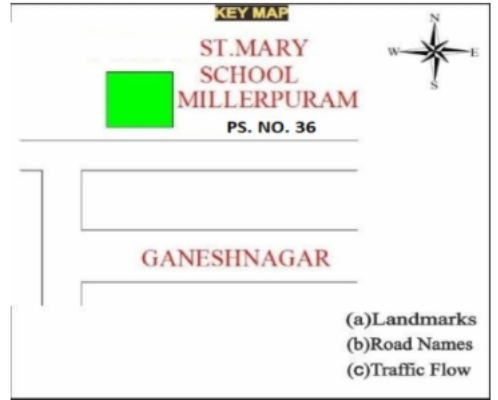 KEY MAP
N
W E
S
ST.MARY
SCHOOL
MILLERPURAM
PS. NO. 36
GANESHNAGAR
(a)Landmarks
(b)Road Names
(c)Traffic Flow